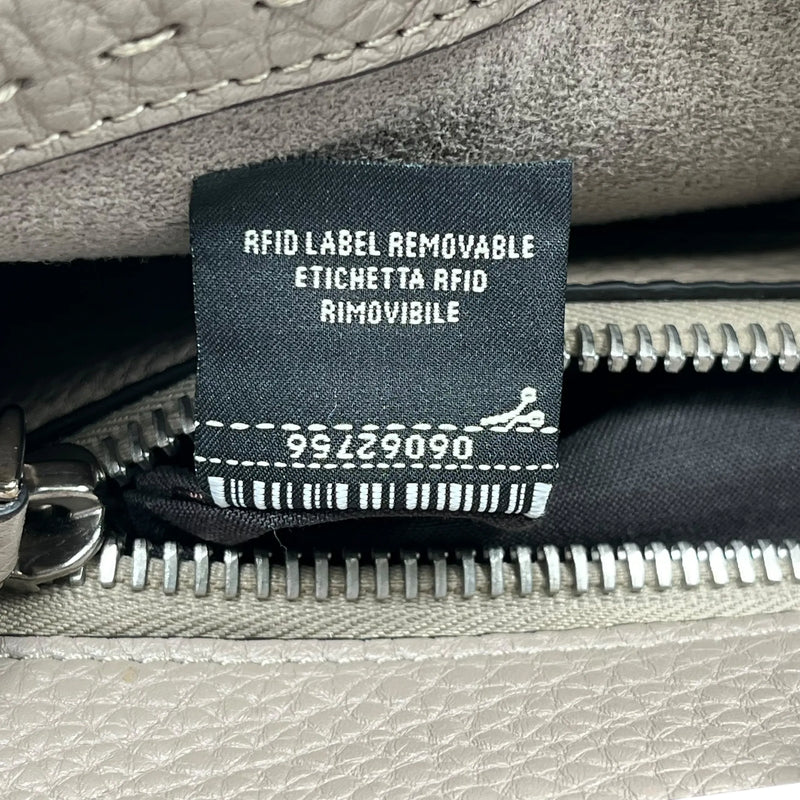 RFID LABEL REMOVABLE
ETICHETTA RFID
RIMOVIBILE
06062756